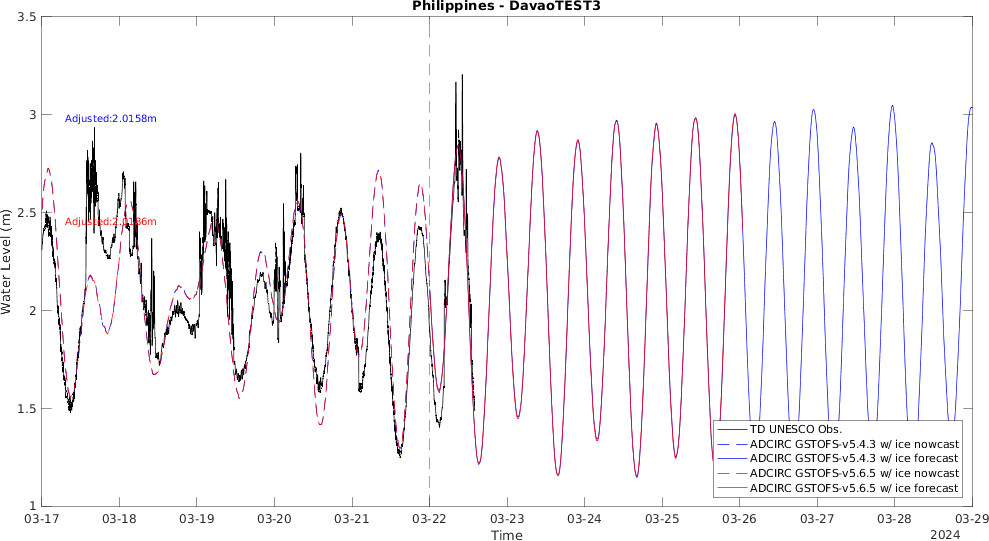 Philippines - DavaoTEST3
3.5
3
2.5
2
1.5
1
Water Level (m)
Adjusted:2.0158m
Adjusted:2.0136m
TD UNESCO Obs.
ADCIRC GSTOFS-v5.4.3 w/ ice nowcast
ADCIRC GSTOFS-v5.4.3 w/ ice forecast
ADCIRC GSTOFS-v5.6.5 w/ ice nowcast
ADCIRC GSTOFS-v5.6.5 w/ ice forecast
03-17 03-18 03-19 03-20 03-21 03-22 03-23 03-24 03-25 03-26 03-27 03-28 03-29
Time
2024